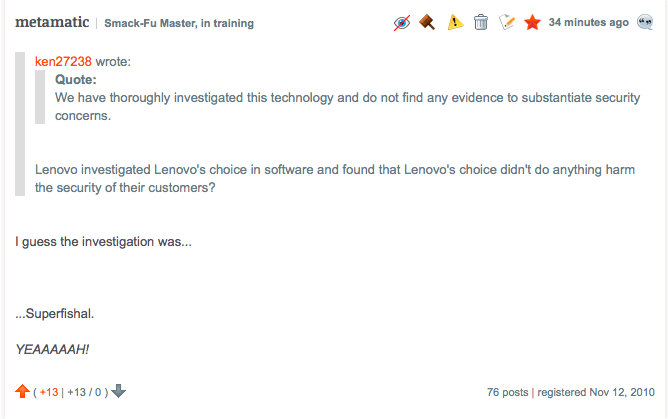 metamatic | Smack-Fu Master, in training 34 minutes ago
ken27238 wrote:
Quote:
We have thoroughly investigated this technology and do not find any evidence to substantiate security
concerns.
Lenovo investigated Lenovo's choice in software and found that Lenovo's choice didn't do anything harm
the security of their customers?
I guess the investigation was...
...Superfishal.
YEAAAAAH!
( +13 | +13 / 0 ) 76 posts | registered Nov 12, 2010